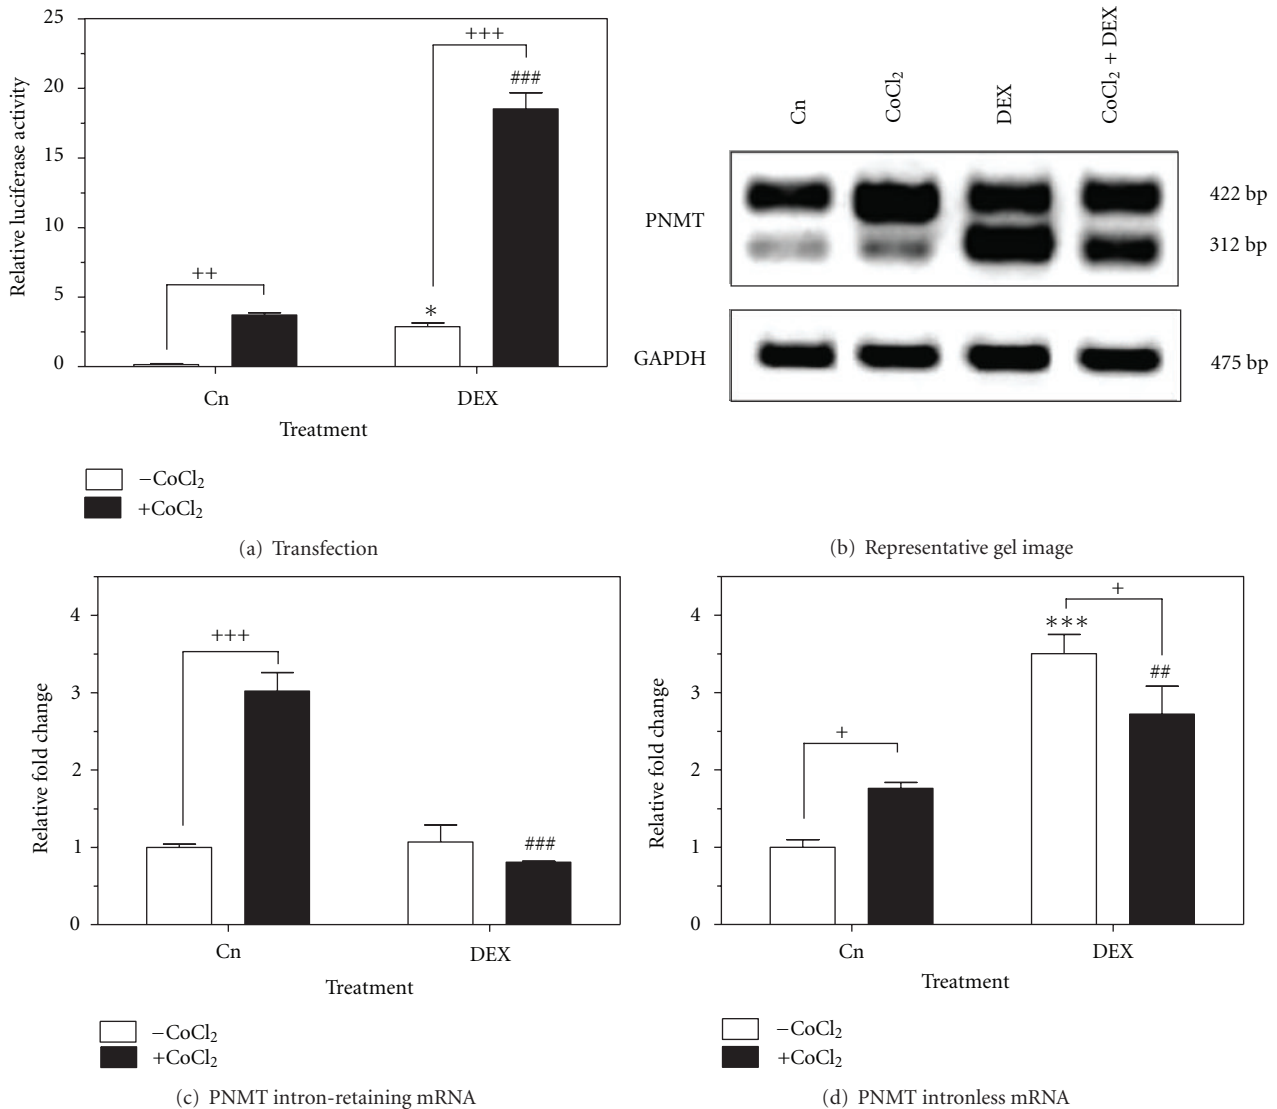 25
20
15
10
5
0
Relative luciferase activity
++
*
+++
###
Cn
DEX
Treatment
−CoCl₂
+CoCl₂
(a) Transfection
Cn
CoCl₂
DEX
CoCl₂ + DEX
PNMT
422 bp
312 bp
GAPDH
475 bp
(b) Representative gel image
4
3
2
1
0
Relative fold change
+++
###
Cn
DEX
Treatment
−CoCl₂
+CoCl₂
(c) PNMT intron-retaining mRNA
4
3
2
1
0
Relative fold change
+
***
+
##
Cn
DEX
Treatment
−CoCl₂
+CoCl₂
(d) PNMT intronless mRNA